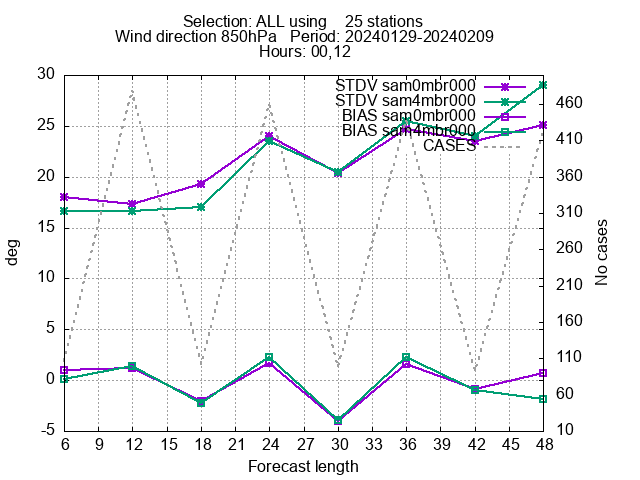 Selection: ALL using    25 stations
Wind direction 850hPa   Period: 20240129-20240209
Hours: 00,12
STDV sam0mbr000
STDV sam4mbr000
BIAS sam0mbr000
BIAS sam4mbr000
CASES
30
25
20
15
10
5
0
-5
deg
460
410
360
310
260
210
160
110
60
10
No cases
6 9 12 15 18 21 24 27 30 33 36 39 42 45 48
Forecast length